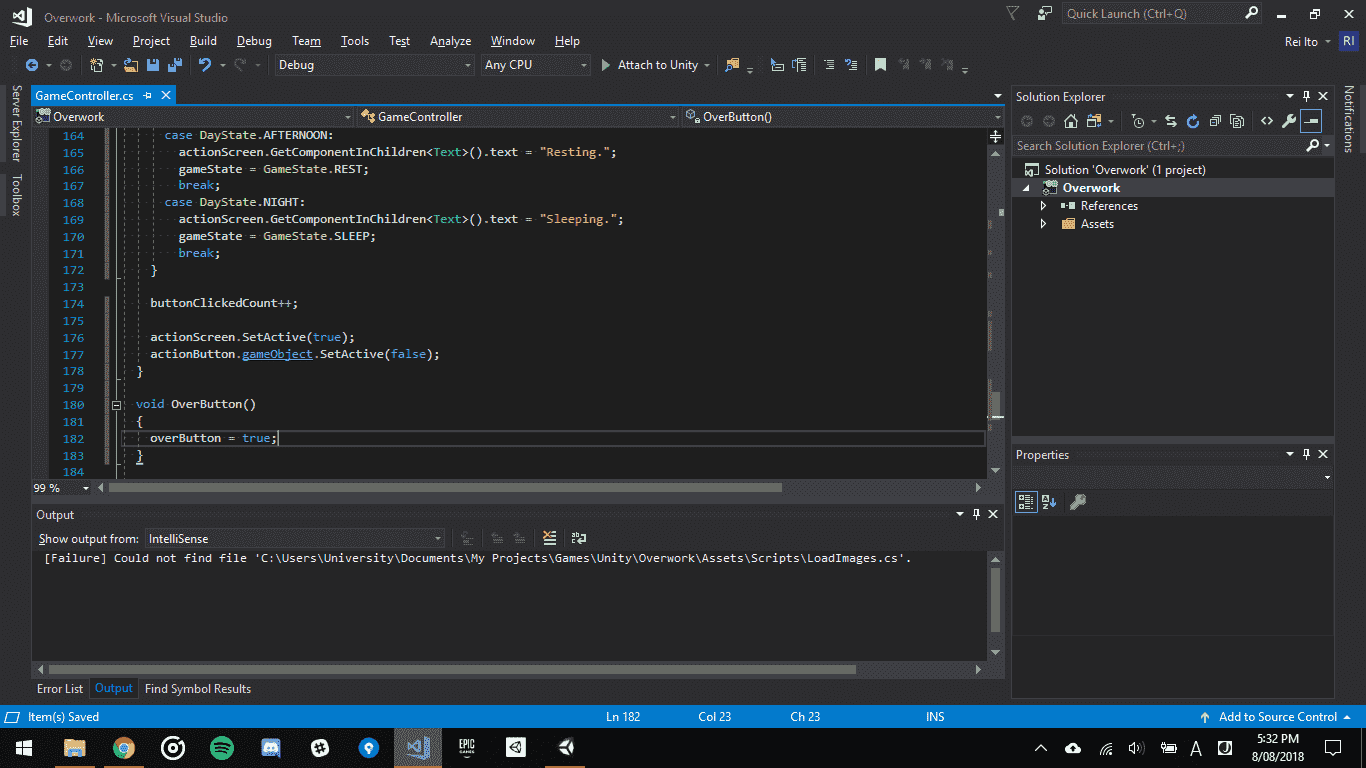 Overwork - Microsoft Visual Studio
Quick Launch (Ctrl+Q)
File Edit View Project Build Debug Team Tools Test Analyze Window Help
Rei Ito RI
Debug Any CPU Attach to Unity
Server Explorer
Toolbox
GameController.cs
Overwork GameController OverButton()
164 case DayState.AFTERNOON:
165 actionScreen.GetComponentInChildren<Text>().text = "Resting.";
166 gameState = GameState.REST;
167 break;
168 case DayState.NIGHT:
169 actionScreen.GetComponentInChildren<Text>().text = "Sleeping.";
170 gameState = GameState.SLEEP;
171 break;
172 }
173
174 buttonClickedCount++;
175
176 actionScreen.SetActive(true);
177 actionButton.gameObject.SetActive(false);
178 }
179
180 void OverButton()
181 {
182 overButton = true;
183 }
184
99 %
Output
Show output from: IntelliSense
[Failure] Could not find file 'C:\Users\University\Documents\My Projects\Games\Unity\Overwork\Assets\Scripts\LoadImages.cs'.
Error List Output Find Symbol Results
Solution Explorer
Search Solution Explorer (Ctrl+;)
Solution 'Overwork' (1 project)
Overwork
References
Assets
Properties
Notifications
Item(s) Saved Ln 182 Col 23 Ch 23 INS Add to Source Control
EPIC
GAMES
A J
5:32 PM
8/08/2018